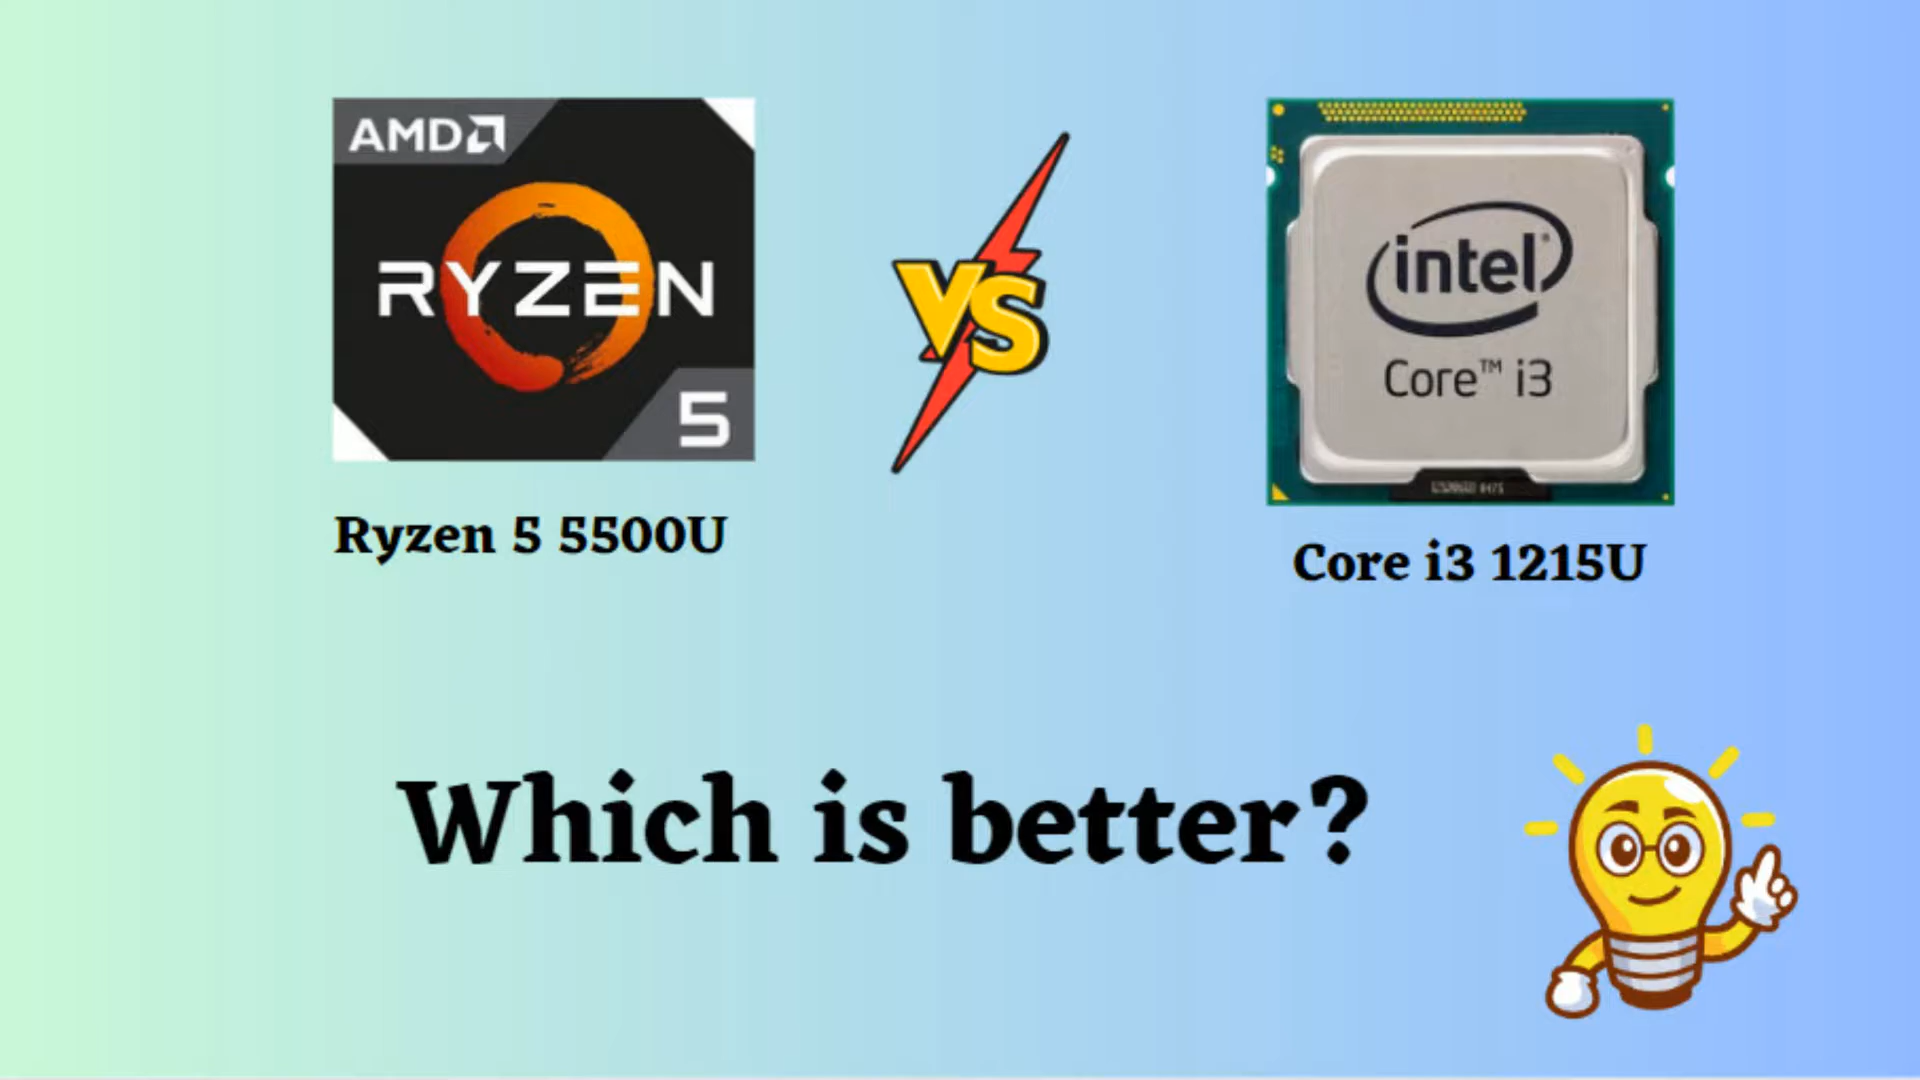 AMD
RYZEN
5
VS
intel
Core™ i3
Ryzen 5 5500U
Core i3 1215U
Which is better?